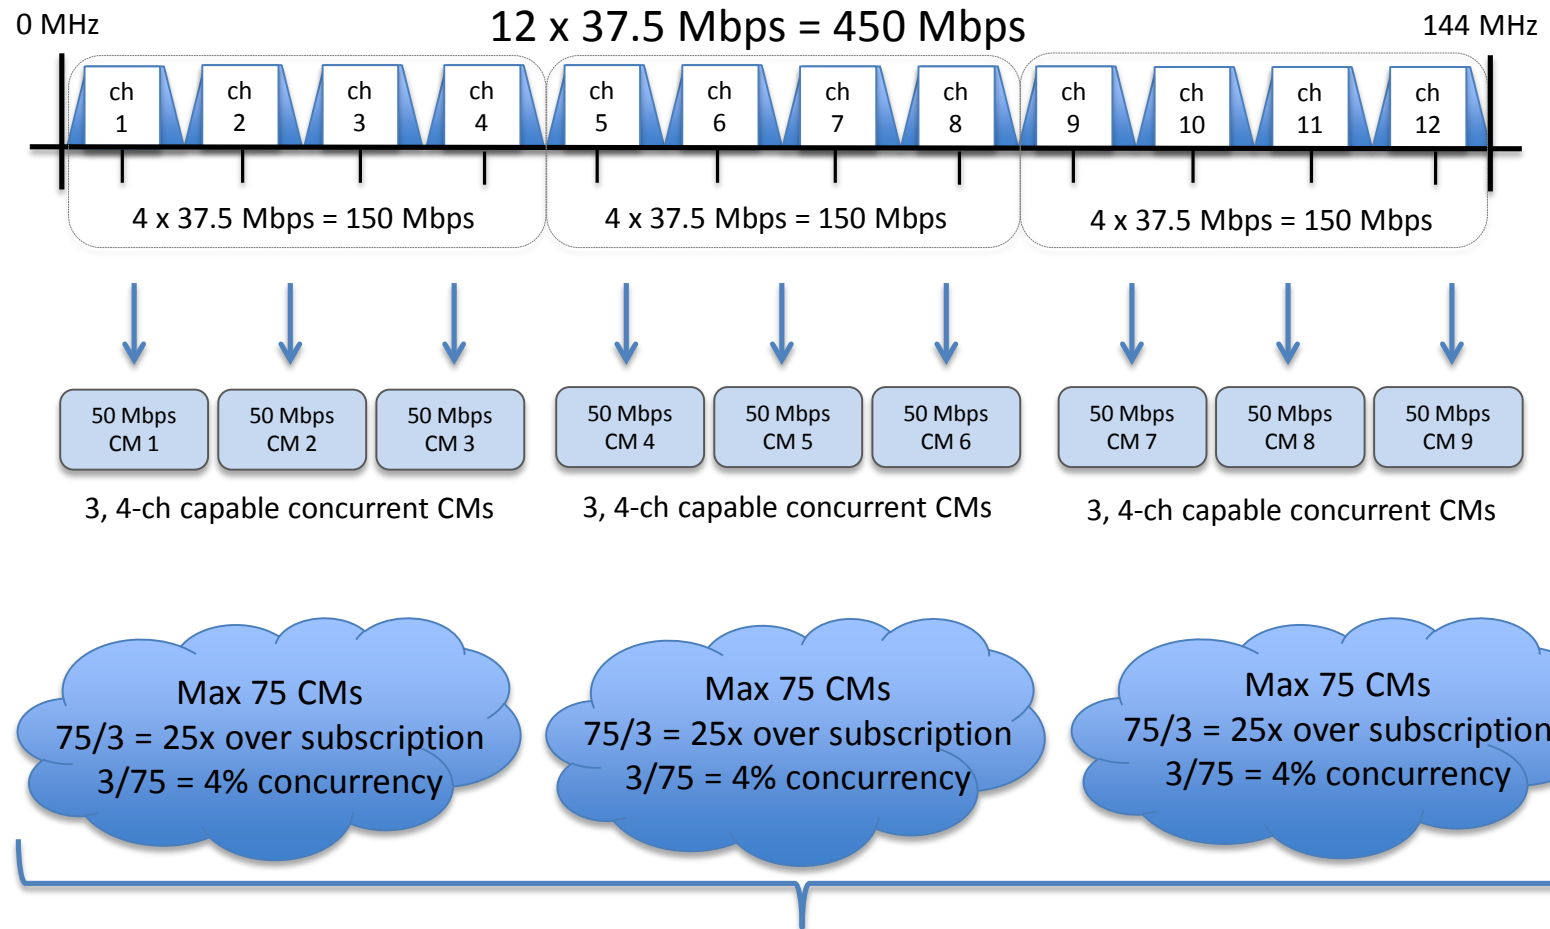 0 MHz
12 x 37.5 Mbps = 450 Mbps
144 MHz
ch
1
ch
2
ch
3
ch
4
ch
5
ch
6
ch
7
ch
8
ch
9
ch
10
ch
11
ch
12
4 x 37.5 Mbps = 150 Mbps
4 x 37.5 Mbps = 150 Mbps
4 x 37.5 Mbps = 150 Mbps
50 Mbps
CM 1
50 Mbps
CM 2
50 Mbps
CM 3
50 Mbps
CM 4
50 Mbps
CM 5
50 Mbps
CM 6
50 Mbps
CM 7
50 Mbps
CM 8
50 Mbps
CM 9
3, 4-ch capable concurrent CMs
3, 4-ch capable concurrent CMs
3, 4-ch capable concurrent CMs
Max 75 CMs
75/3 = 25x over subscription
3/75 = 4% concurrency
Max 75 CMs
75/3 = 25x over subscription
3/75 = 4% concurrency
Max 75 CMs
75/3 = 25x over subscription
3/75 = 4% concurrency